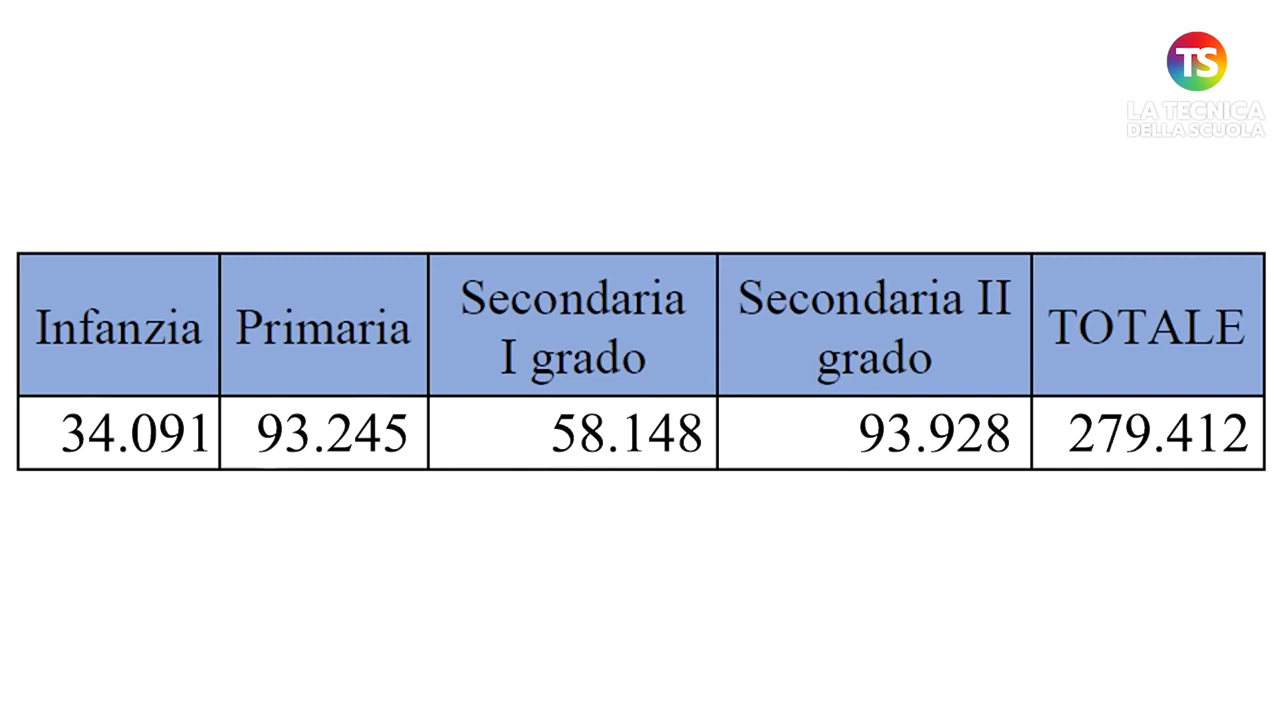 TS
LA TECNICA
DELLA SCUOLA
Infanzia
Primaria
Secondaria
I grado
Secondaria II
grado
TOTALE
34.091
93.245
58.148
93.928
279.412